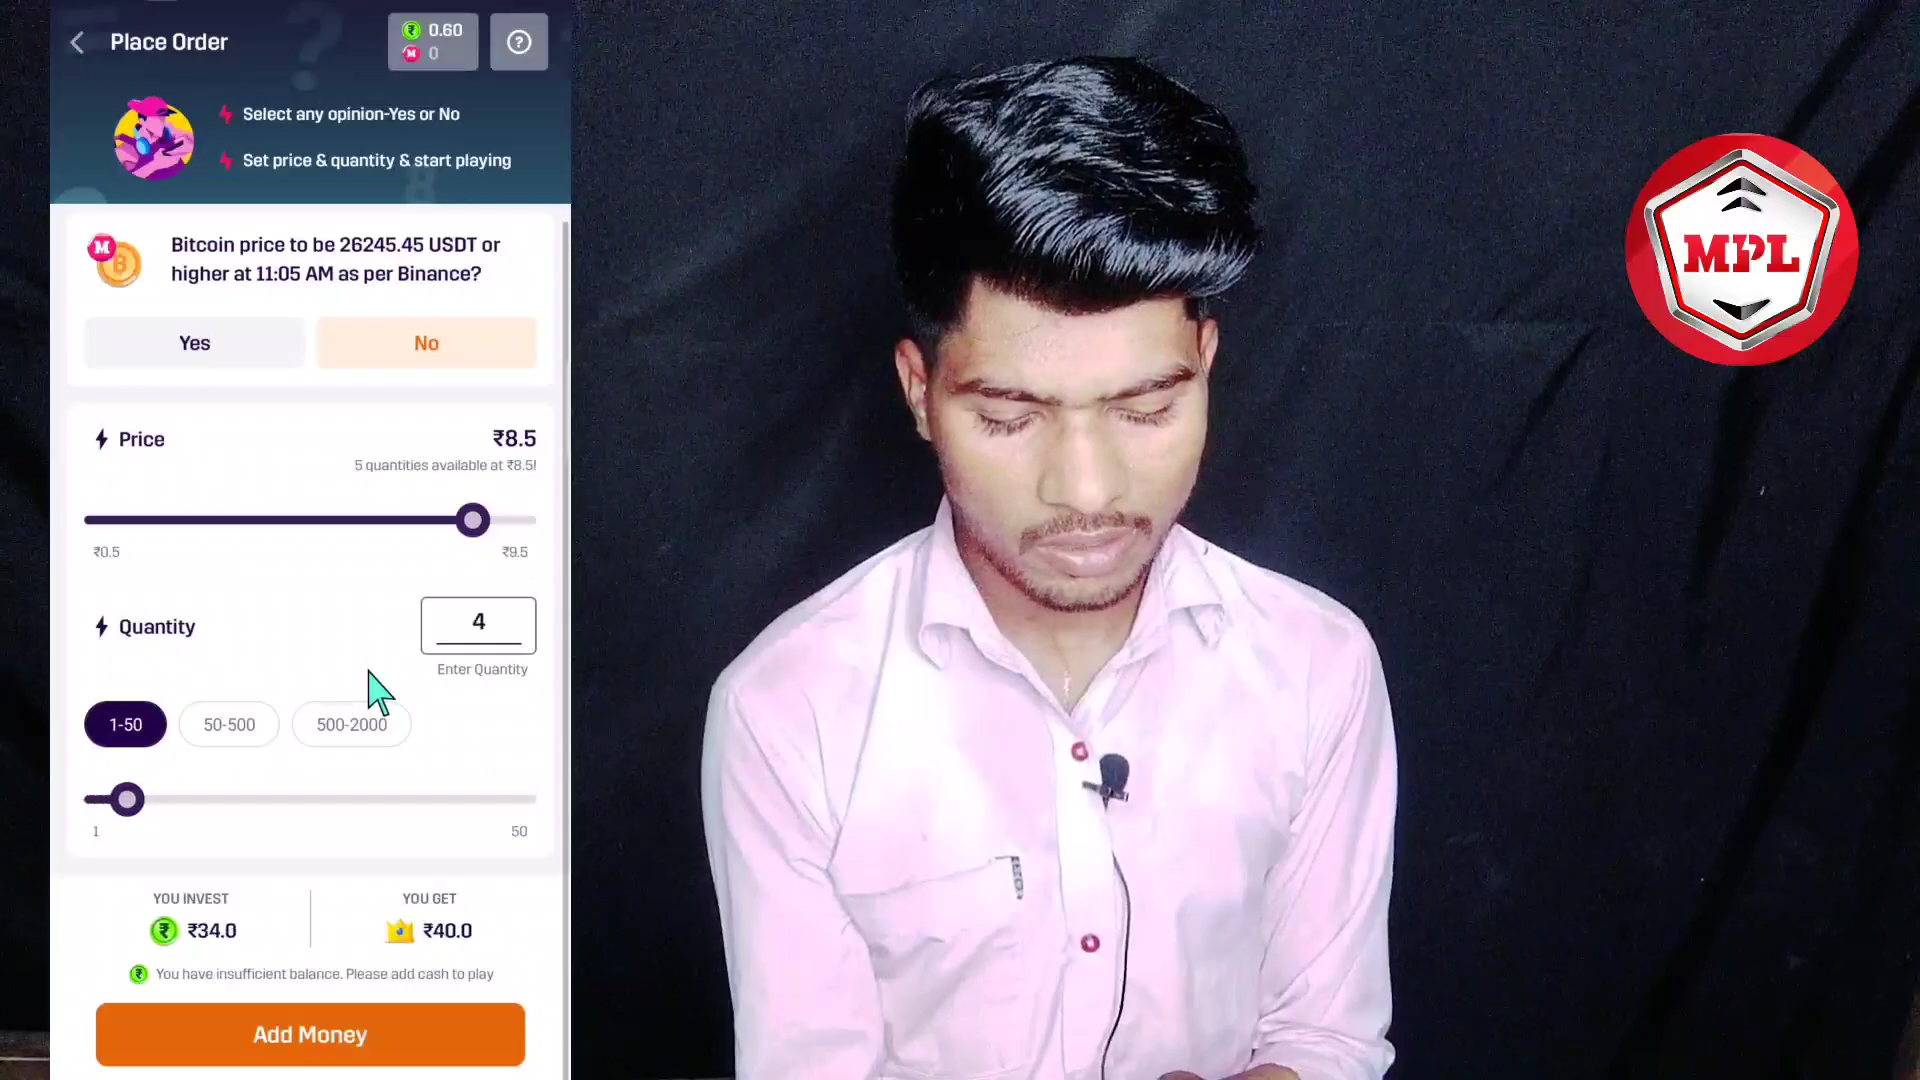 Place Order
0.60
M 0
?
Select any opinion-Yes or No
Set price & quantity & start playing
M
B
Bitcoin price to be 26245.45 USDT or
higher at 11:05 AM as per Binance?
Yes
No
Price
₹8.5
5 quantities available at ₹8.5!
₹0.5
₹9.5
Quantity
4
Enter Quantity
1-50
50-500
500-2000
1
50
YOU INVEST
YOU GET
₹ ₹34.0
₹40.0
₹ You have insufficient balance. Please add cash to play
Add Money
MPL